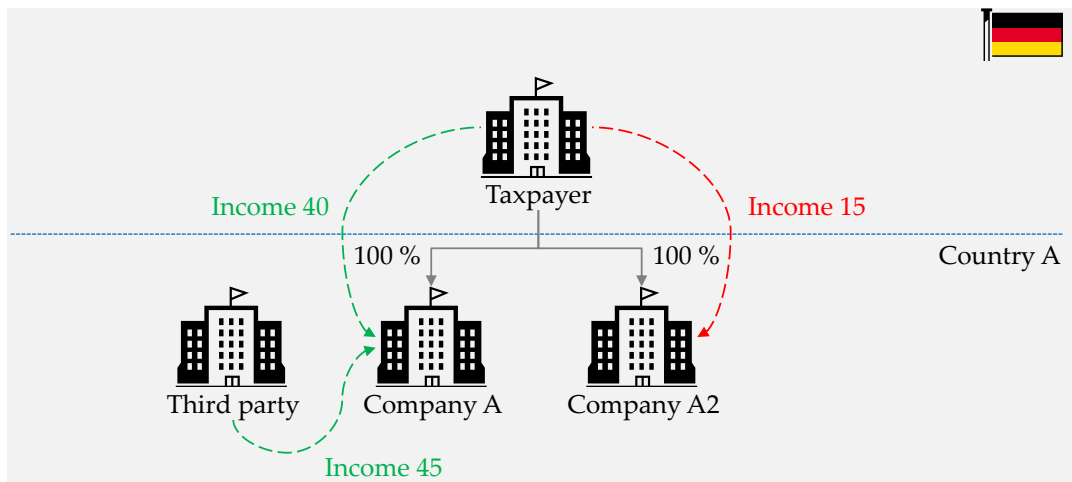 Taxpayer
Income 40
Income 15
100 %
100 %
Country A
Third party
Company A
Company A2
Income 45